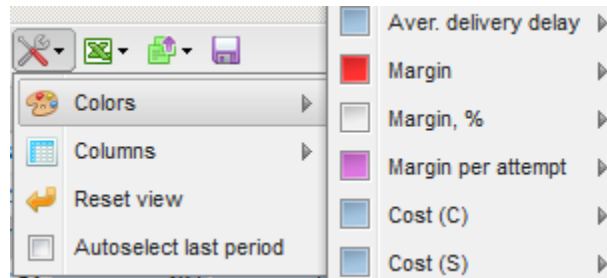 Colors
Columns
Reset view
Autoselect last period
Aver. delivery delay
Margin
Margin, %
Margin per attempt
Cost (C)
Cost (S)